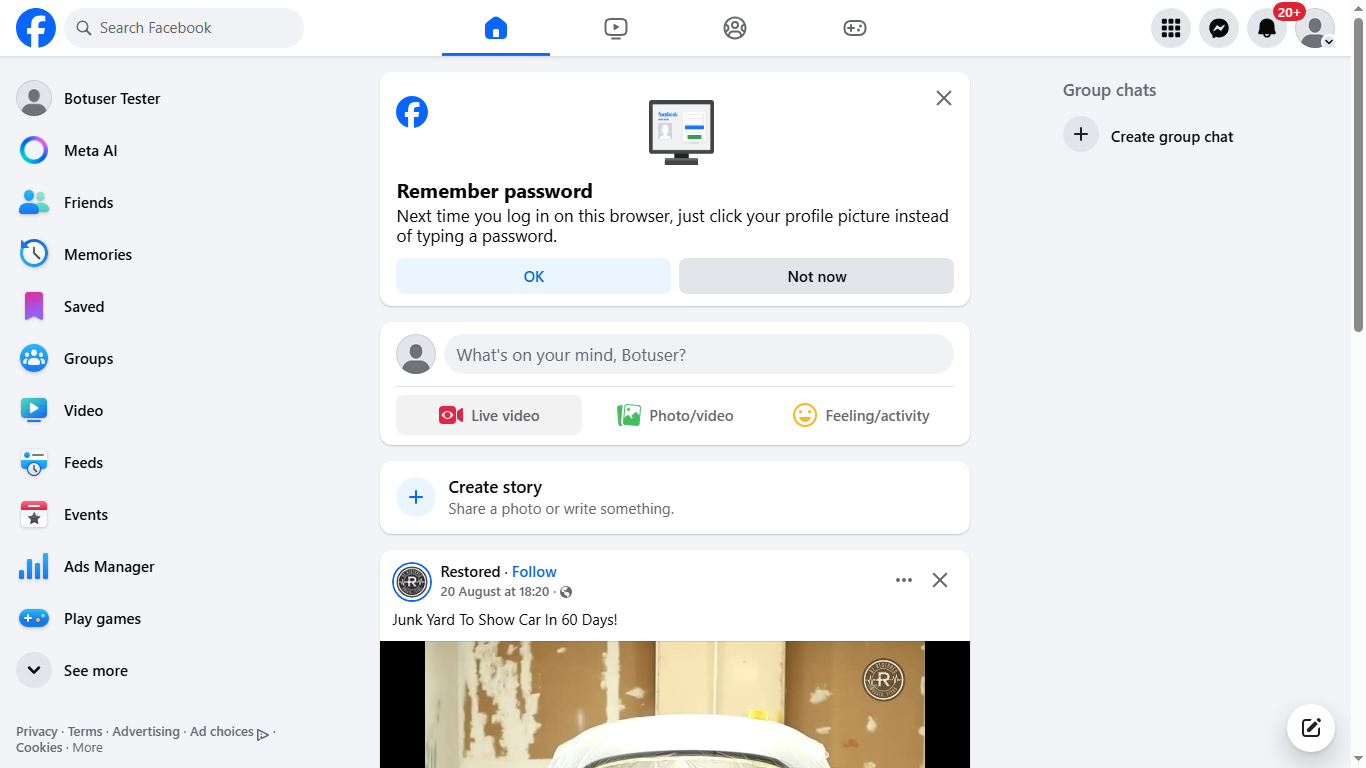 Search Facebook
20+
Botuser Tester
Meta AI
Friends
Memories
Saved
Groups
Video
Feeds
Events
Ads Manager
Play games
See more
Privacy · Terms · Advertising · Ad choices ·
Cookies · More
facebook
Remember password
Next time you log in on this browser, just click your profile picture instead
of typing a password.
OK
Not now
What's on your mind, Botuser?
Live video
Photo/video
Feeling/activity
Create story
Share a photo or write something.
Restored · Follow
20 August at 18:20 ·
Junk Yard To Show Car In 60 Days!
R
Group chats
Create group chat